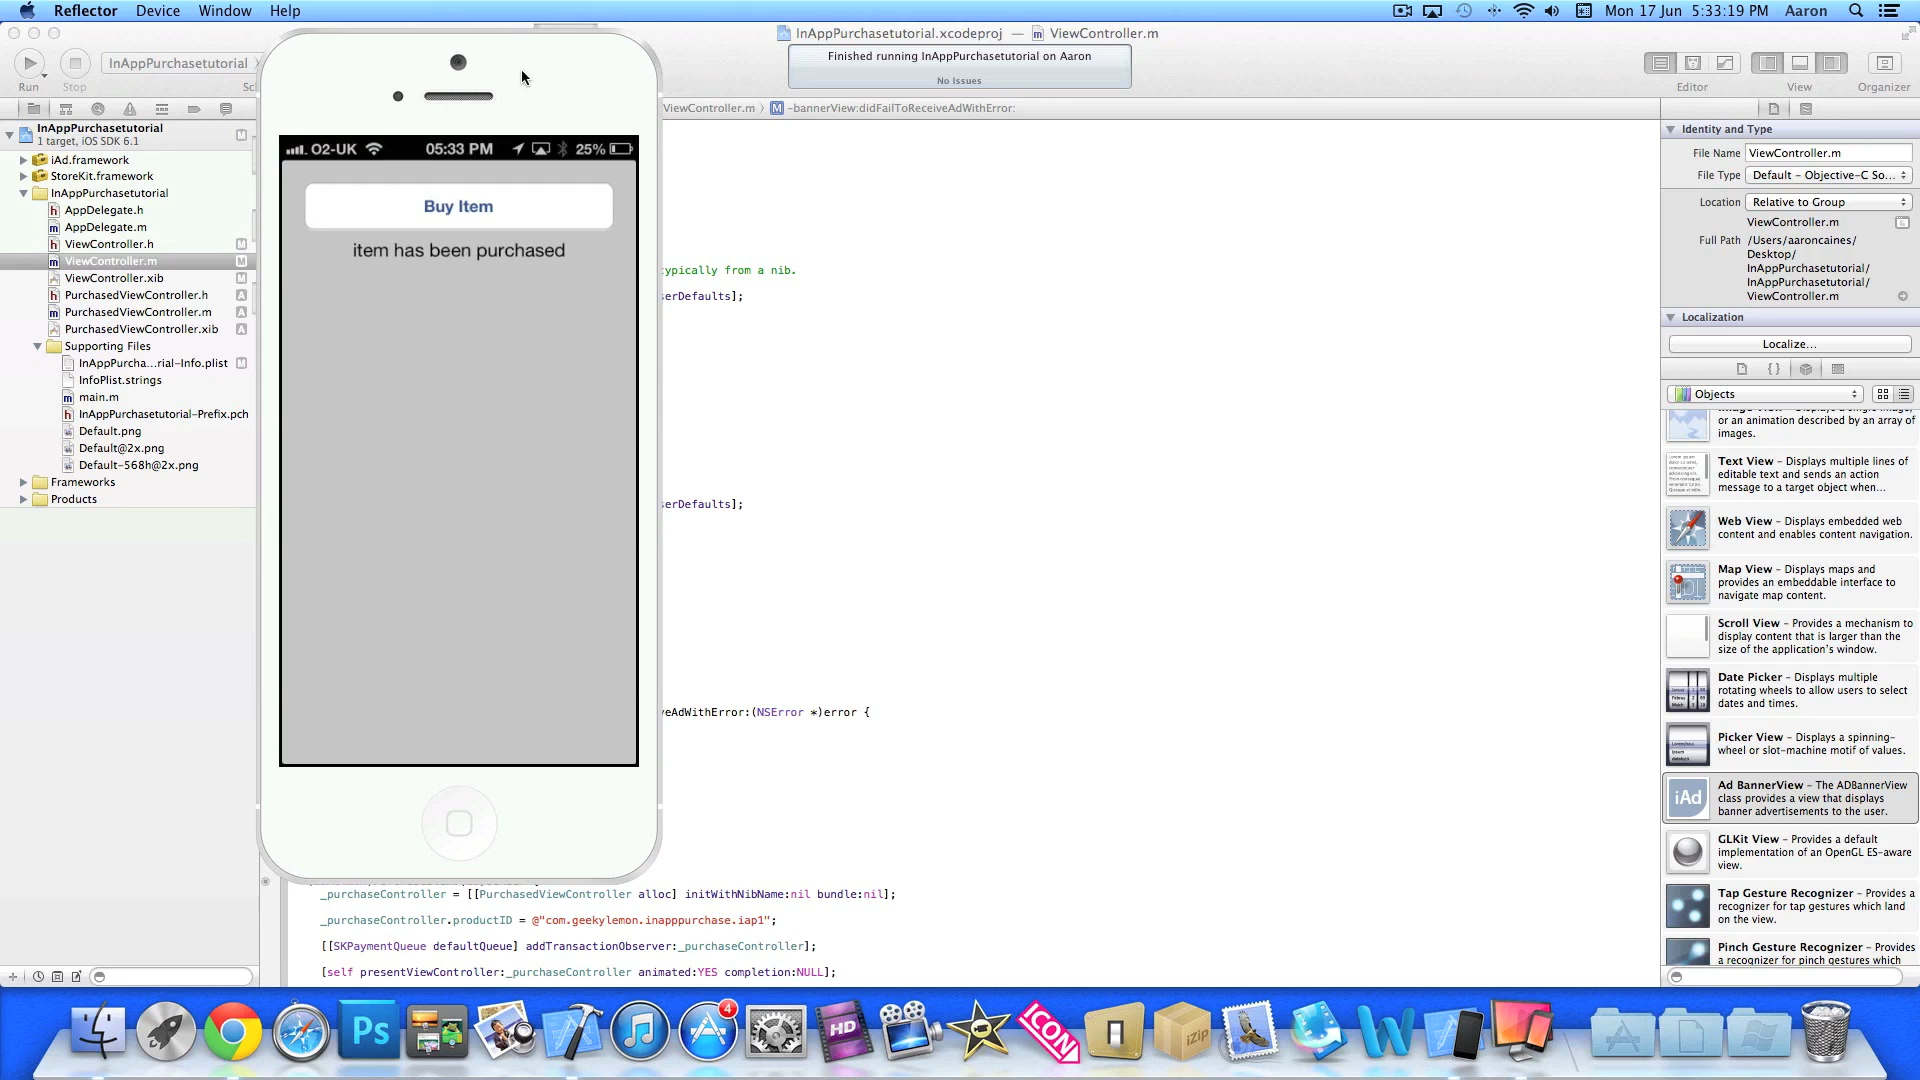 Reflector Device Window Help
Mon 17 Jun 5:33:19 PM Aaron
InAppPurchasetutorial.xcodeproj — ViewController.m
Finished running InAppPurchasetutorial on Aaron
No Issues
InAppPurchasetutorial
Run Stop Editor View Organizer
ViewController.m -bannerView:didFailToReceiveAdWithError:
InAppPurchasetutorial M
1 target, iOS SDK 6.1
iAd.framework
StoreKit.framework
InAppPurchasetutorial
AppDelegate.h
AppDelegate.m
ViewController.h M
ViewController.m M
ViewController.xib M
PurchasedViewController.h A
PurchasedViewController.m A
PurchasedViewController.xib A
Supporting Files
InAppPurcha...rial-Info.plist M
InfoPlist.strings
main.m
InAppPurchasetutorial-Prefix.pch
Default.png
Default@2x.png
Default-568h@2x.png
Frameworks
Products
O2-UK 05:33 PM 25%
Buy Item
item has been purchased
ypically from a nib.
serDefaults];
serDefaults];
veAdWithError:(NSError *)error {
_purchaseController = [[PurchasedViewController alloc] initWithNibName:nil bundle:nil];
_purchaseController.productID = @"com.geekylemon.inapppurchase.iap1";
[[SKPaymentQueue defaultQueue] addTransactionObserver:_purchaseController];
[self presentViewController:_purchaseController animated:YES completion:NULL];
Identity and Type
File Name ViewController.m
File Type Default - Objective-C So...
Location Relative to Group
ViewController.m
Full Path /Users/aaroncaines/
Desktop/
InAppPurchasetutorial/
InAppPurchasetutorial/
ViewController.m
Localization
Localize...
Objects
or an animation described by an array of
images.
Text View - Displays multiple lines of
editable text and sends an action
message to a target object when...
Web View - Displays embedded web
content and enables content navigation.
Map View - Displays maps and
provides an embeddable interface to
navigate map content.
Scroll View - Provides a mechanism to
display content that is larger than the
size of the application's window.
Date Picker - Displays multiple
rotating wheels to allow users to select
dates and times.
Picker View - Displays a spinning-
wheel or slot-machine motif of values.
iAd
Ad BannerView - The ADBannerView
class provides a view that displays
banner advertisements to the user.
GLKit View - Provides a default
implementation of an OpenGL ES-aware
view.
Tap Gesture Recognizer - Provides a
recognizer for tap gestures which land
on the view.
Pinch Gesture Recognizer - Provides
a recognizer for pinch gestures which
Ps
4
HD
ICON
iZip
W